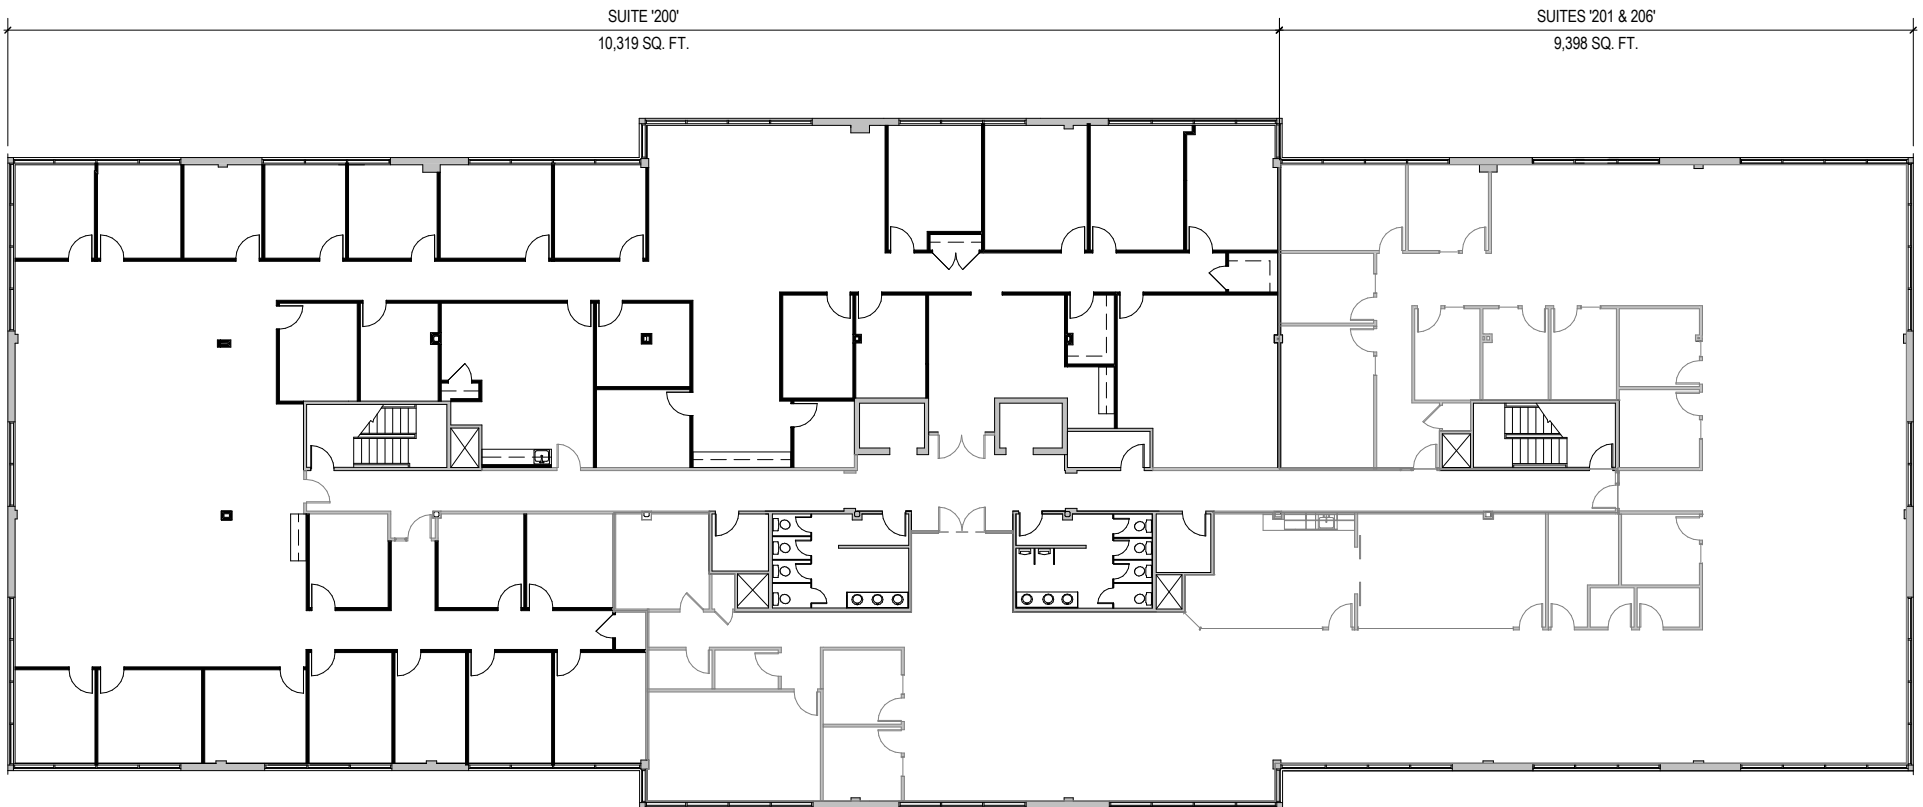 SUITE '200'
10,319 SQ. FT.
SUITES '201 & 206'
9,398 SQ. FT.